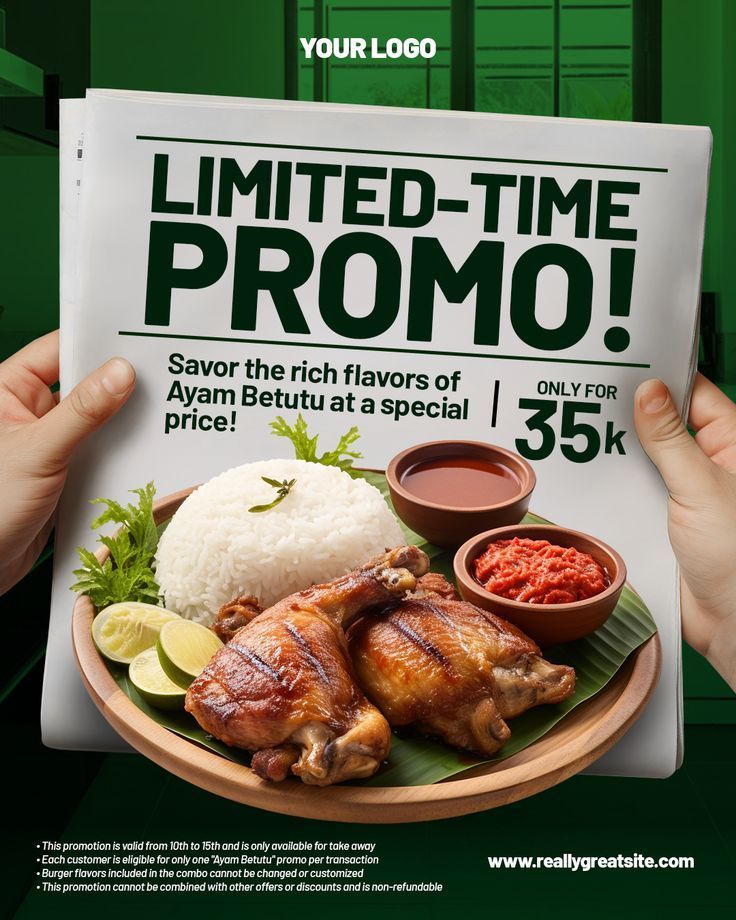 YOUR LOGO
LIMITED-TIME
PROMO!
Savor the rich flavors of
Ayam Betutu at a special
price!
ONLY FOR
35k
• This promotion is valid from 10th to 15th and is only available for take away
• Each customer is eligible for only one "Ayam Betutu" promo per transaction
• Burger flavors included in the combo cannot be changed or customized
• This promotion cannot be combined with other offers or discounts and is non-refundable
www.reallygreatsite.com